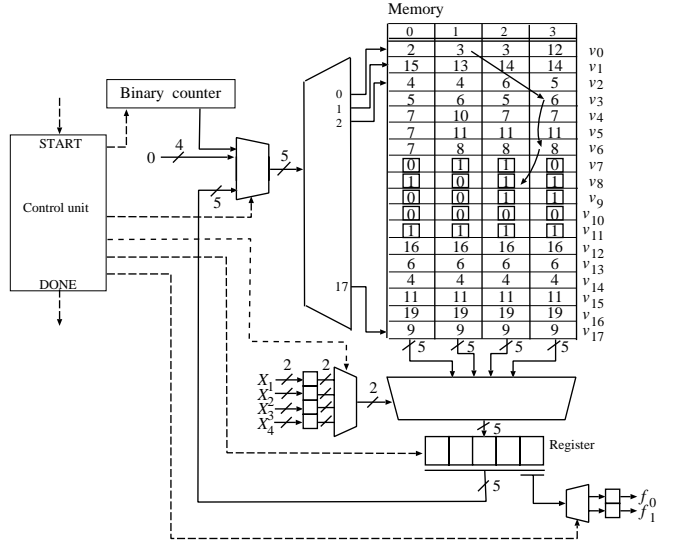 Memory
0 1 2 3
2 3 3 12 v0
15 13 14 14 v1
4 4 6 5 v2
5 6 5 6 v3
7 10 7 7 v4
7 11 11 11 v5
7 8 8 8 v6
0 1 1 0 v7
1 0 1 1 v8
0 0 1 1 v9
0 0 0 0 v10
1 1 1 1 v11
16 16 16 16 v12
6 6 6 6 v13
4 4 4 4 v14
11 11 11 11 v15
19 19 19 19 v16
9 9 9 9 v17
Binary counter
0
1
2
17
START
Control unit
DONE
0 4
5
5
5 5 5 5
X1 2 2
X2
X3
X4
2
5
Register
5
f0
f1